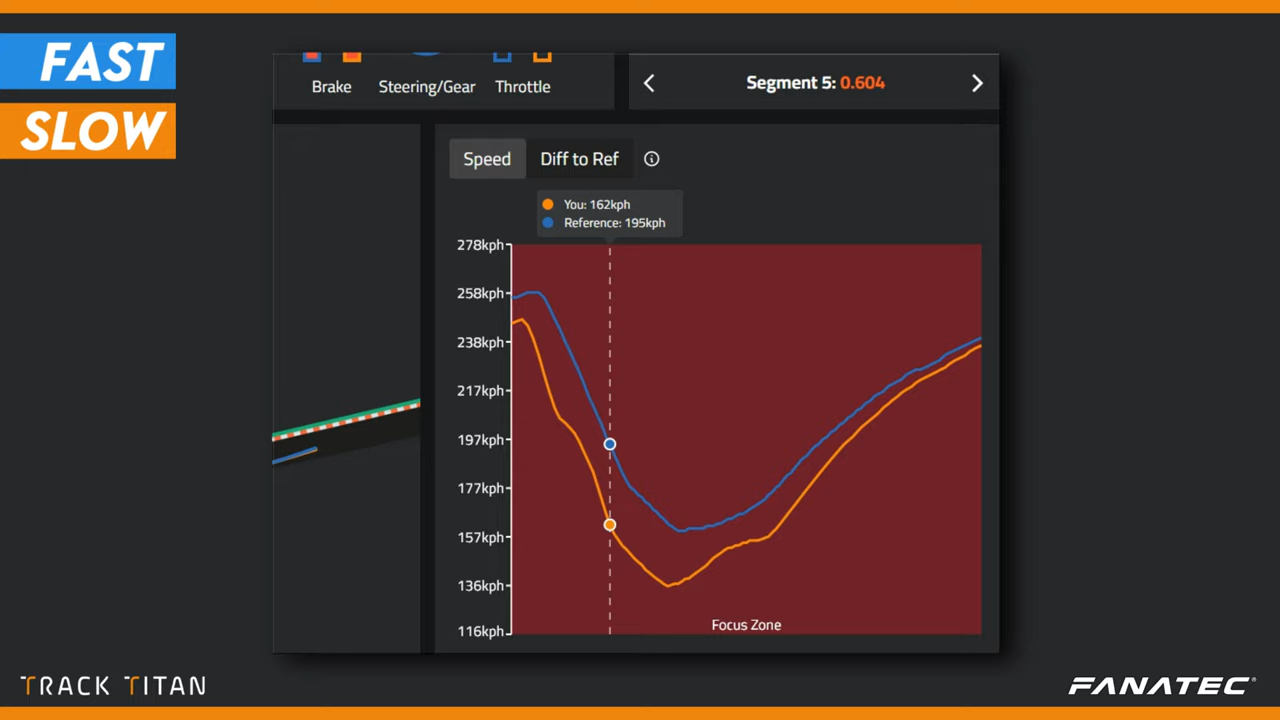 FAST
SLOW
Brake Steering/Gear Throttle
Segment 5: 0.604
Speed Diff to Ref
You: 162kph
Reference: 195kph
278kph
258kph
238kph
217kph
197kph
177kph
157kph
136kph
116kph
Focus Zone
TRACK TITAN
FANATEC®